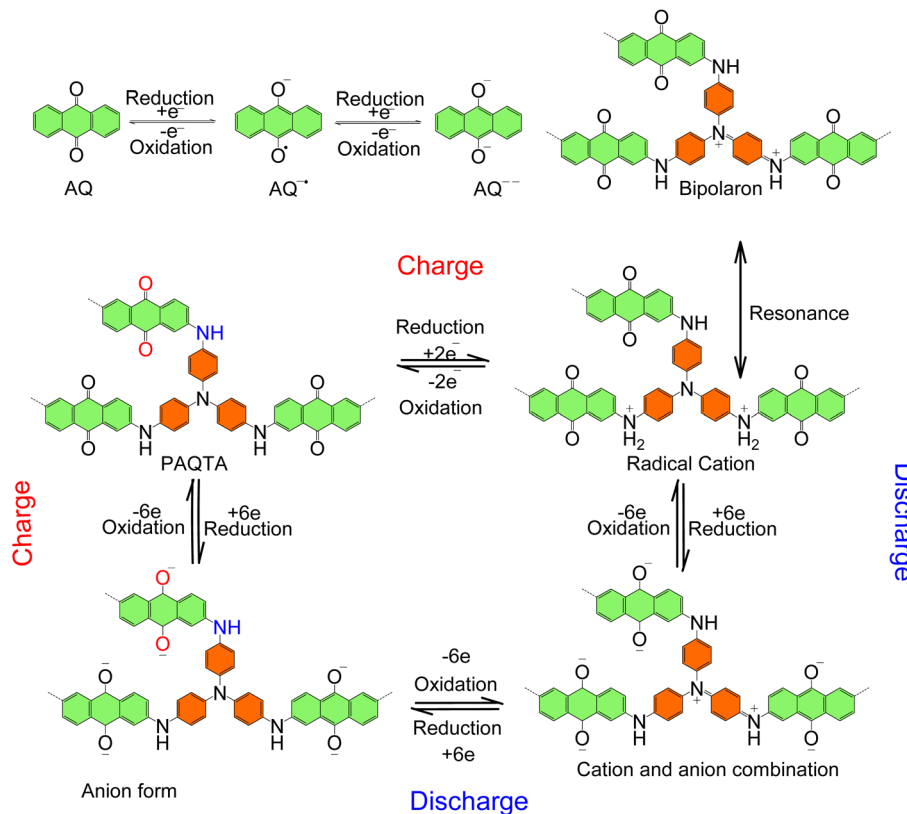 O
O
AQ
Reduction
+e⁻
-e⁻
Oxidation
O⁻
O•
AQ⁻•
Reduction
+e⁻
-e⁻
Oxidation
O⁻
O⁻
AQ⁻⁻
O
O
NH
O
O
N
+
N
H
+
N
H
O
O
Bipolaron
Charge
O
O
NH
O
O
N
N
H
N
H
O
O
PAQTA
Reduction
+2e⁻
-2e⁻
Oxidation
O
O
NH
O
O
N
+
N
H₂
+
N
H₂
O
O
Radical Cation
Resonance
Charge
-6e
Oxidation
+6e
Reduction
-6e
Oxidation
+6e
Reduction
Discharge
O⁻
O⁻
NH
O⁻
O⁻
N
N
H
N
H
O⁻
O⁻
Anion form
-6e
Oxidation
Reduction
+6e
O⁻
O⁻
NH
O⁻
O⁻
N
+
N
H
+
N
H
O⁻
O⁻
Cation and anion combination
Discharge